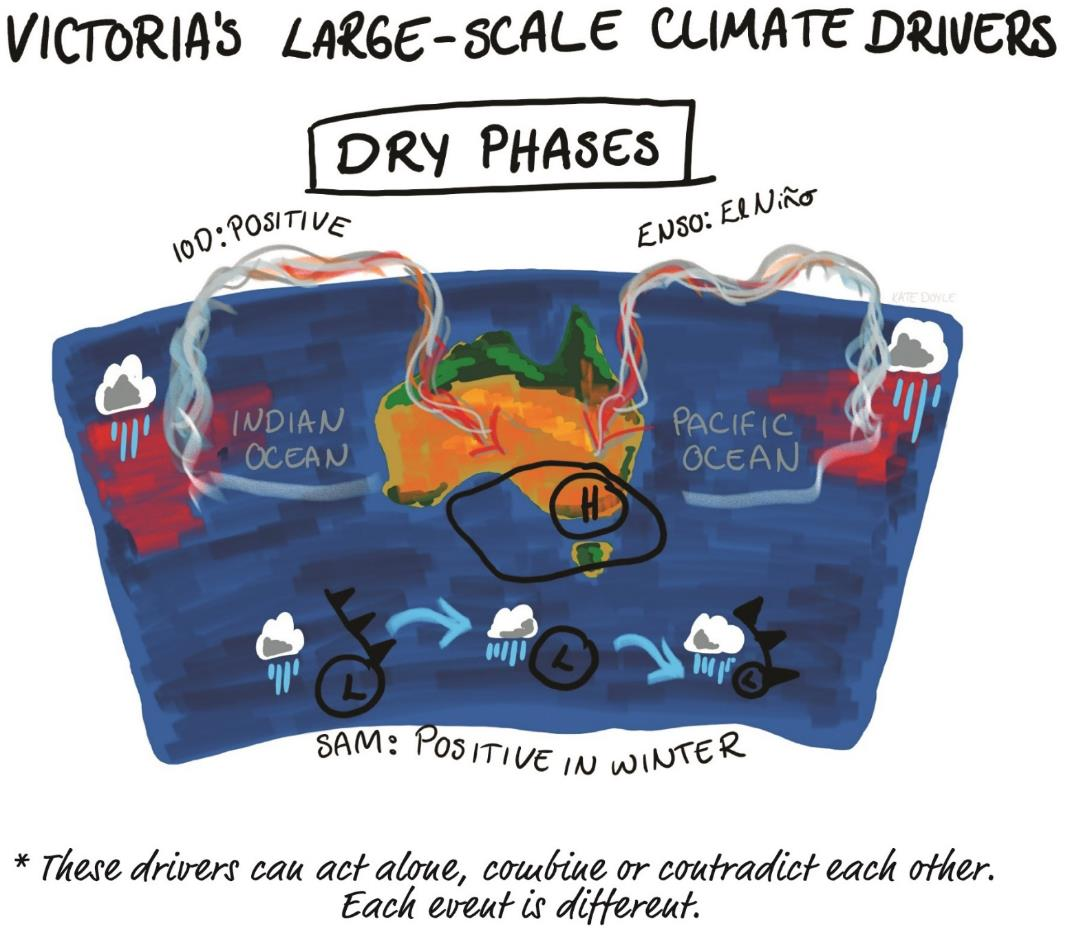 VICTORIA'S LARGE-SCALE CLIMATE DRIVERS
DRY PHASES
IOD: POSITIVE
ENSO: El Niño
KATE DOYLE
INDIAN
OCEAN
PACIFIC
OCEAN
H
L
L
L
SAM: POSITIVE IN WINTER
* These drivers can act alone, combine or contradict each other.
Each event is different.